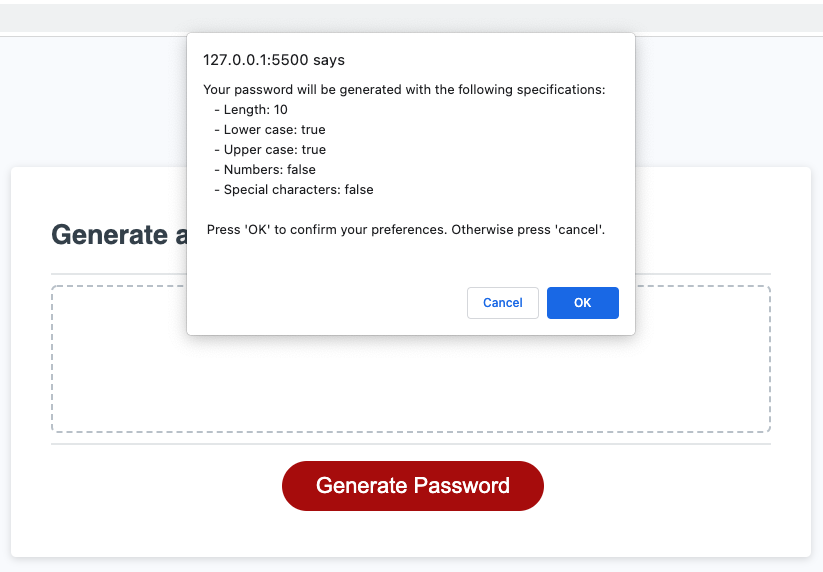 127.0.0.1:5500 says
Your password will be generated with the following specifications:
- Length: 10
- Lower case: true
- Upper case: true
- Numbers: false
- Special characters: false
Press 'OK' to confirm your preferences. Otherwise press 'cancel'.
Generate a
Cancel
OK
Generate Password